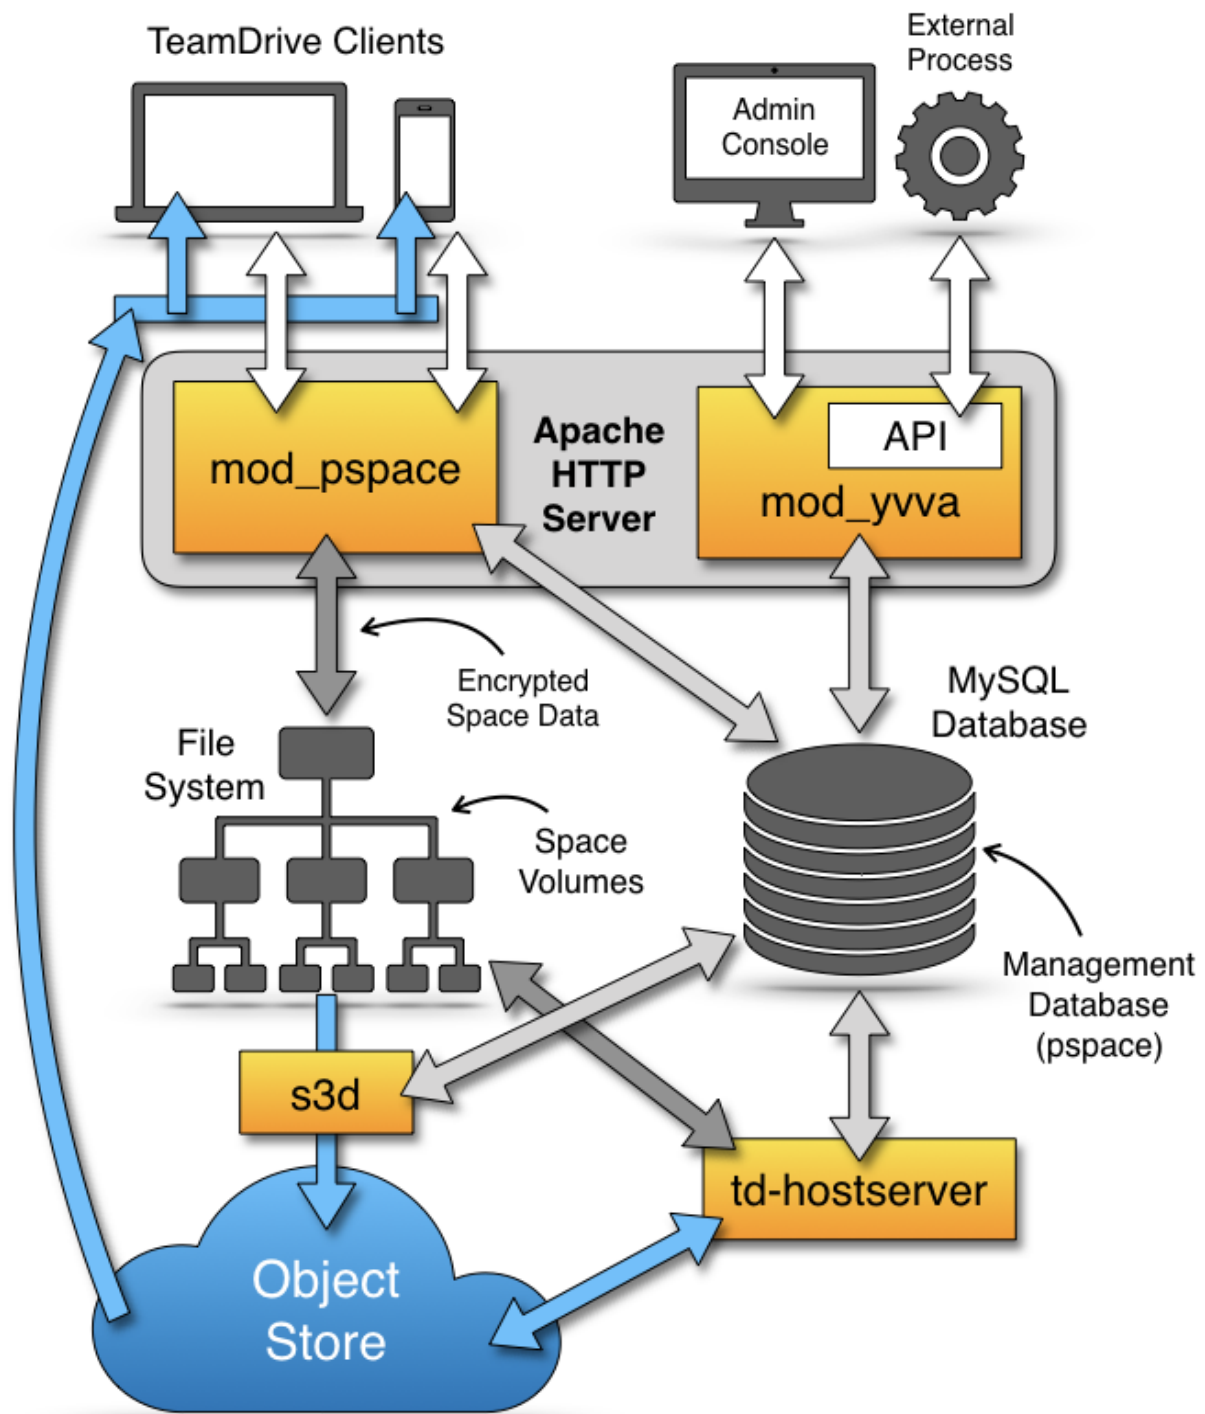 TeamDrive Clients
External
Process
Admin
Console
Apache
HTTP
Server
mod_pspace
API
mod_yvva
Encrypted
Space Data
MySQL
Database
File
System
Space
Volumes
Management
Database
(pspace)
s3d
td-hostserver
Object
Store